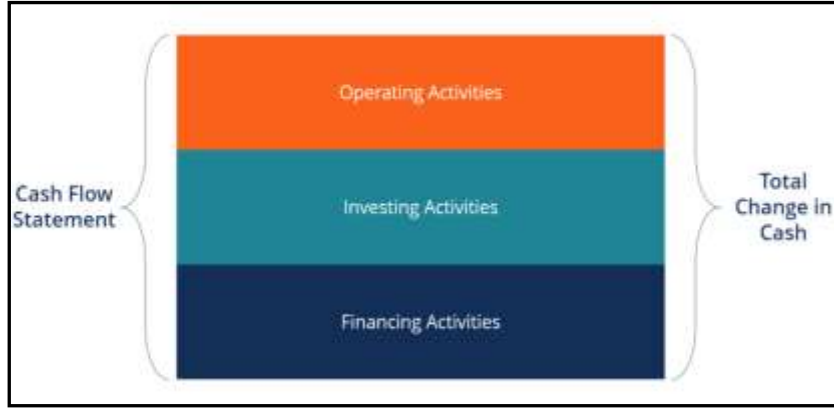 Operating Activities
Cash Flow
Statement
Investing Activities
Total
Change in
Cash
Financing Activities